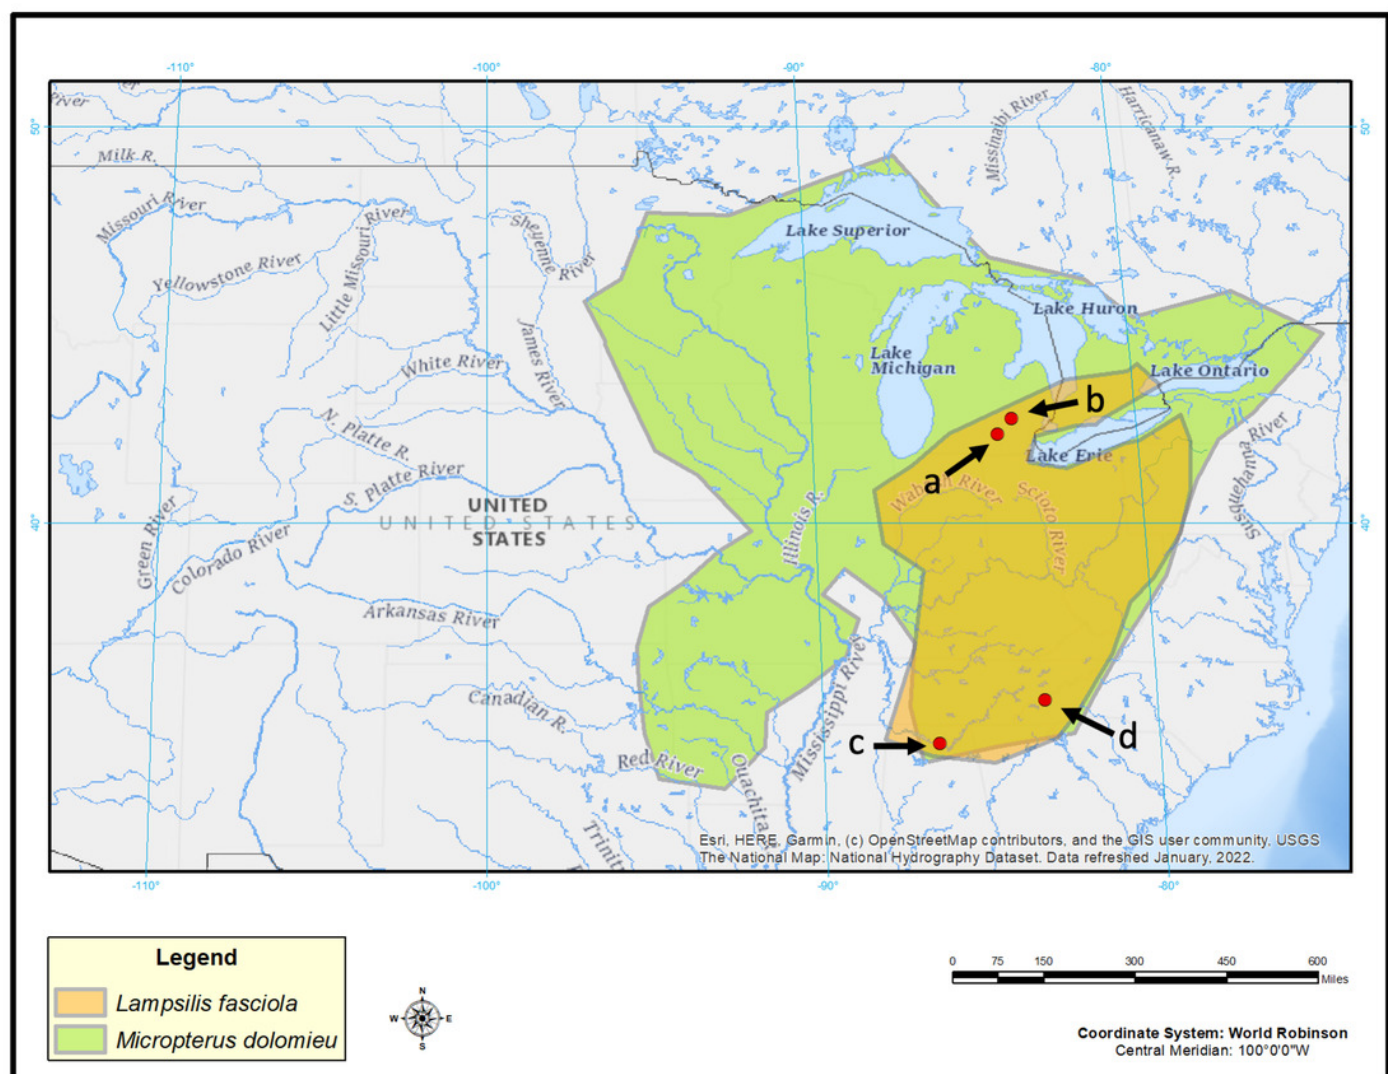 -110°
-100°
-90°
-80°
50°
50°
River
er
Milk R.
Missouri River
Yellowstone River
Little Missouri River
Sheyenne River
James River
White River
N. Platte R.
S. Platte River
Green River
Colorado River
UNITED STATES
UNITED STATES
40°
40°
Arkansas River
Canadian R.
Red River
Ouachita
Trinity
Mississippi River
Illinois R.
Missinaibi River
Harricanaw R.
Lake Superior
Lake Huron
Lake Michigan
Lake Ontario
Lake Erie
Wabash River
Scioto River
Susquehanna River
a
b
c
d
Esri, HERE, Garmin, (c) OpenStreetMap contributors, and the GIS user community, USGS
The National Map: National Hydrography Dataset. Data refreshed January, 2022.
-110°
-100°
-90°
-80°
Legend
Lampsilis fasciola
Micropterus dolomieu
N
W
E
S
0 75 150 300 450 600
Miles
Coordinate System: World Robinson
Central Meridian: 100°0'0"W